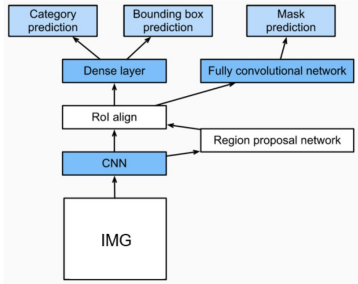 Category
prediction
Bounding box
prediction
Mask
prediction
Dense layer
Fully convolutional network
RoI align
Region proposal network
CNN
IMG